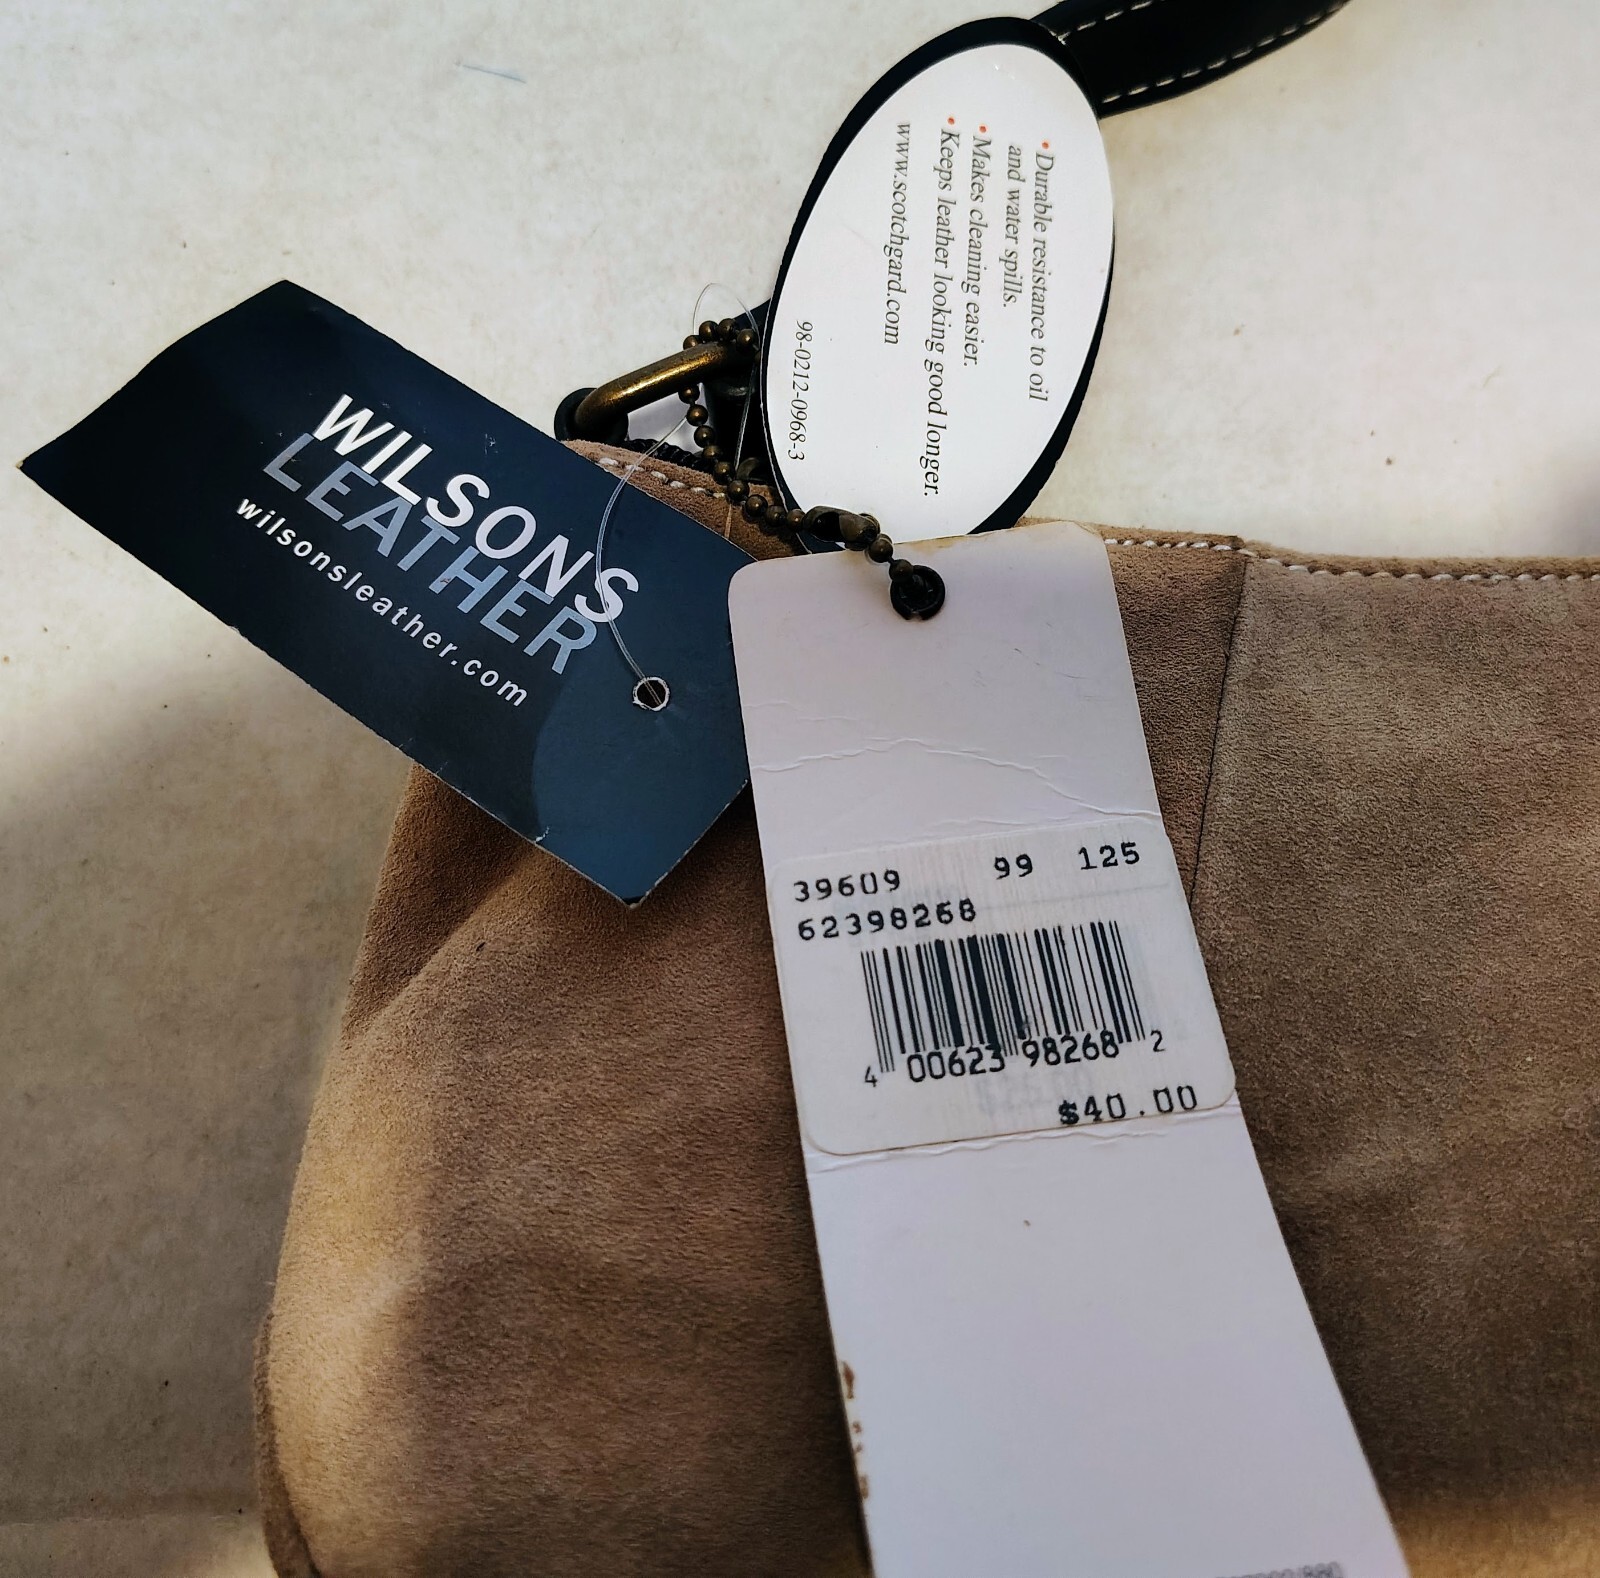 WILSONS
LEATHER
wilsonsleather.com
• Durable resistance to oil
and water spills.
• Makes cleaning easier.
• Keeps leather looking good longer.
www.scotchgard.com
98-0212-0968-3
39609 99 125
62398268
4 00623 98268 2
$40.00